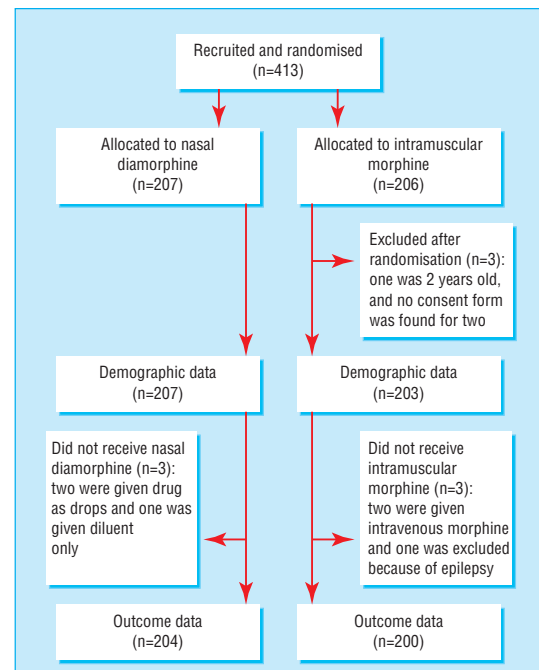 Recruited and randomised
(n=413)
Allocated to nasal
diamorphine
(n=207)
Allocated to intramuscular
morphine
(n=206)
Excluded after
randomisation (n=3):
one was 2 years old,
and no consent form
was found for two
Demographic data
(n=207)
Demographic data
(n=203)
Did not receive nasal
diamorphine (n=3):
two were given drug
as drops and one was
given diluent
only
Did not receive
intramuscular
morphine (n=3):
two were given
intravenous morphine
and one was excluded
because of epilepsy
Outcome data
(n=204)
Outcome data
(n=200)